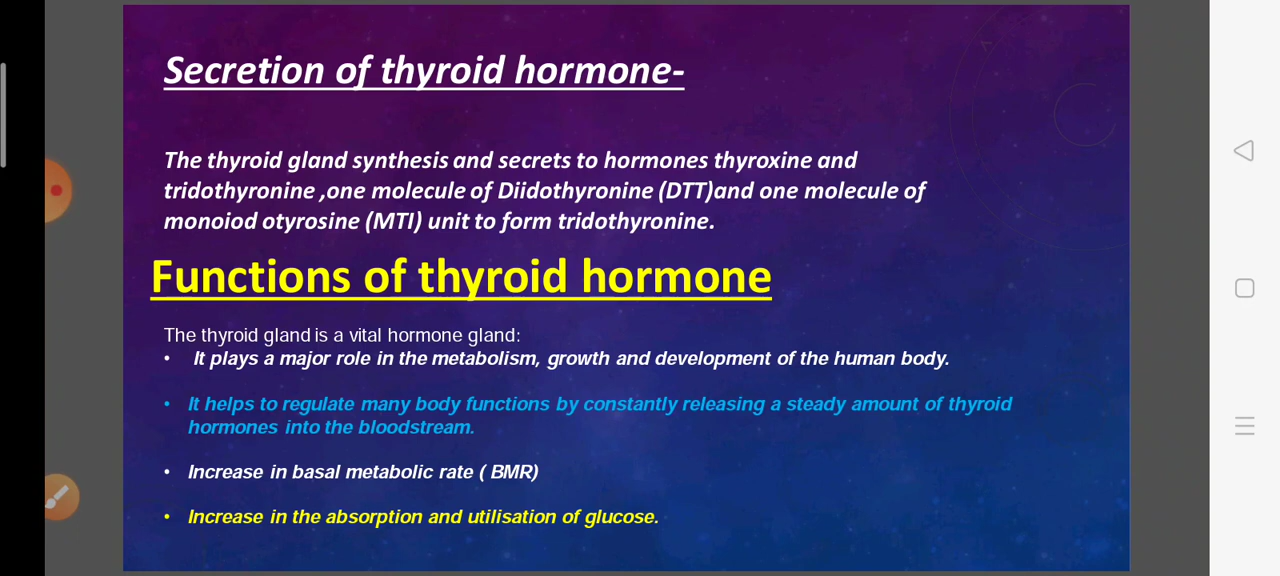 Secretion of thyroid hormone-
The thyroid gland synthesis and secrets to hormones thyroxine and
tridothyronine ,one molecule of Diidothyronine (DTT)and one molecule of
monoiod otyrosine (MTI) unit to form tridothyronine.
Functions of thyroid hormone
The thyroid gland is a vital hormone gland:
• It plays a major role in the metabolism, growth and development of the human body.
• It helps to regulate many body functions by constantly releasing a steady amount of thyroid
hormones into the bloodstream.
• Increase in basal metabolic rate ( BMR)
• Increase in the absorption and utilisation of glucose.